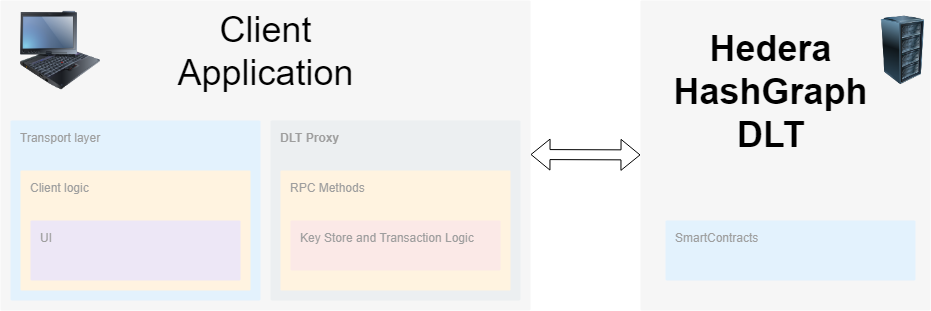 Client
Application
Transport layer
Client logic
UI
DLT Proxy
RPC Methods
Key Store and Transaction Logic
Hedera
HashGraph
DLT
SmartContracts